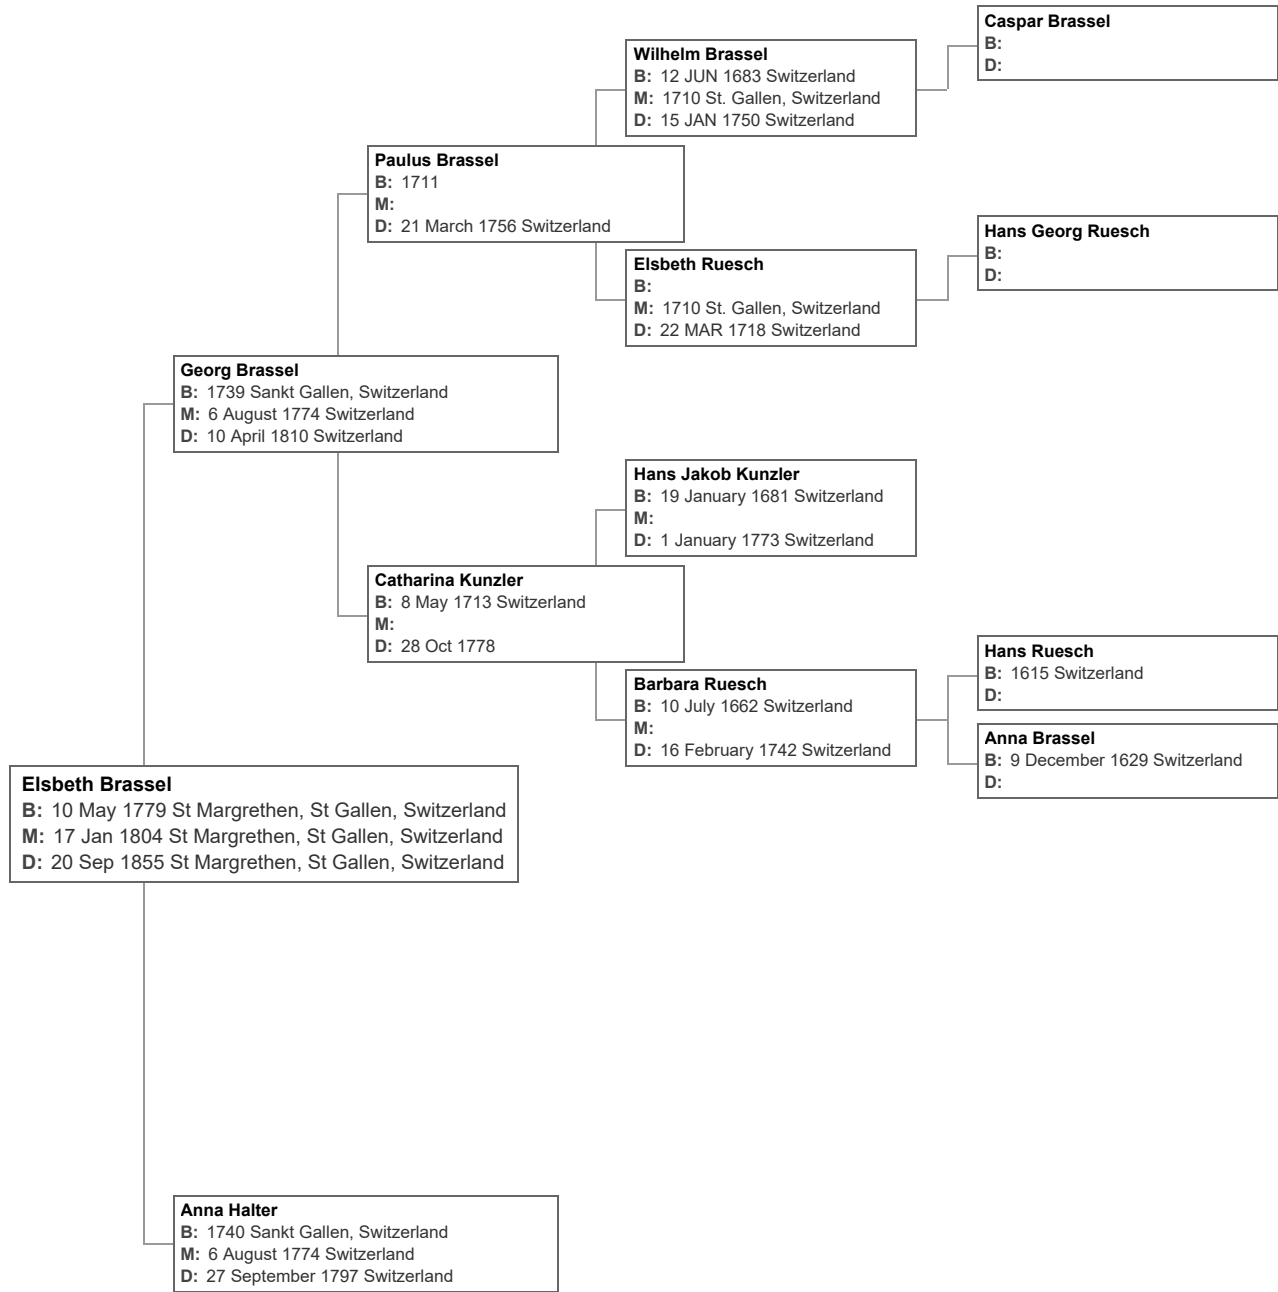 Caspar Brassel
B:
D:
Wilhelm Brassel
B: 12 JUN 1683 Switzerland
M: 1710 St. Gallen, Switzerland
D: 15 JAN 1750 Switzerland
Paulus Brassel
B: 1711
M:
D: 21 March 1756 Switzerland
Hans Georg Ruesch
B:
D:
Elsbeth Ruesch
B:
M: 1710 St. Gallen, Switzerland
D: 22 MAR 1718 Switzerland
Georg Brassel
B: 1739 Sankt Gallen, Switzerland
M: 6 August 1774 Switzerland
D: 10 April 1810 Switzerland
Hans Jakob Kunzler
B: 19 January 1681 Switzerland
M:
D: 1 January 1773 Switzerland
Catharina Kunzler
B: 8 May 1713 Switzerland
M:
D: 28 Oct 1778
Hans Ruesch
B: 1615 Switzerland
D:
Barbara Ruesch
B: 10 July 1662 Switzerland
M:
D: 16 February 1742 Switzerland
Anna Brassel
B: 9 December 1629 Switzerland
D:
Elsbeth Brassel
B: 10 May 1779 St Margrethen, St Gallen, Switzerland
M: 17 Jan 1804 St Margrethen, St Gallen, Switzerland
D: 20 Sep 1855 St Margrethen, St Gallen, Switzerland
Anna Halter
B: 1740 Sankt Gallen, Switzerland
M: 6 August 1774 Switzerland
D: 27 September 1797 Switzerland